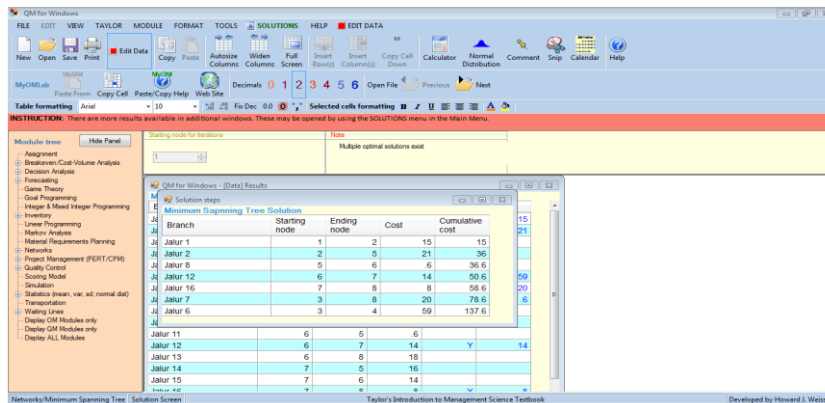 QM for Windows
FILE EDIT VIEW TAYLOR MODULE FORMAT TOOLS SOLUTIONS HELP EDIT DATA
New Open Save Print Edit Data Copy Paste Autosize Columns Widen Columns Full Screen Insert Row(s) Insert Column(s) Copy Cell Down Calculator Normal Distribution Comment Snip Calendar Help
MyOMLab Paste From Copy Cell Paste/Copy Help Web Site Decimals 0 1 2 3 4 5 6 Open File Previous Next
Table formatting Arial 10 Fix Dec 0.0 Selected cells formatting B I U
INSTRUCTION: There are more results available in additional windows. These may be opened by using the SOLUTIONS menu in the Main Menu.
Module tree Hide Panel
Assignment
Breakeven/Cost-Volume Analysis
Decision Analysis
Forecasting
Game Theory
Goal Programming
Integer & Mixed Integer Programming
Inventory
Linear Programming
Markov Analysis
Material Requirements Planning
Networks
Project Management (PERT/CPM)
Quality Control
Scoring Model
Simulation
Statistics (mean, var, sd; normal dist)
Transportation
Waiting Lines
Display OM Modules only
Display QM Modules only
Display ALL Modules
Starting node for iterations
1
Note
Multiple optimal solutions exist
QM for Windows - [Data] Results
Solution steps
Minimum Sapnning Tree Solution
Branch Starting node Ending node Cost Cumulative cost
Jalur 1 1 2 15 15
Jalur 2 2 5 21 36
Jalur 8 5 6 .6 36.6
Jalur 12 6 7 14 50.6
Jalur 16 7 8 8 58.6
Jalur 7 3 8 20 78.6
Jalur 6 3 4 59 137.6
15
21
59
20
.6
Jalur 11 6 5 .6
Jalur 12 6 7 14 Y 14
Jalur 13 6 8 18
Jalur 14 7 5 16
Jalur 15 7 6 14
Jalur 16 7 8 8 Y 8
Networks/Minimum Spanning Tree Solution Screen Taylor's Introduction to Management Science Textbook Developed by Howard J. Weiss